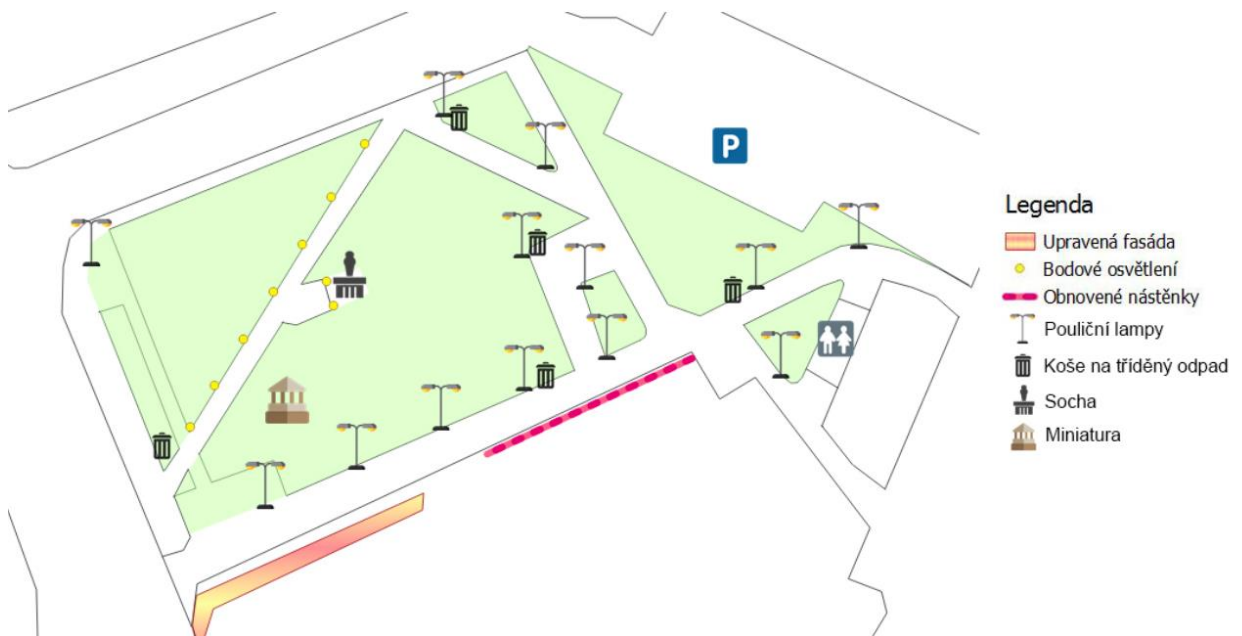 P
Legenda
Upravená fasáda
Bodové osvětlení
Obnovené nástěnky
Pouliční lampy
Koše na tříděný odpad
Socha
Miniatura